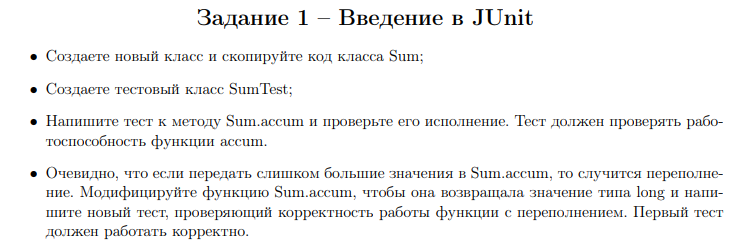 Задание 1 – Введение в JUnit
• Создаете новый класс и скопируйте код класса Sum;
• Создаете тестовый класс SumTest;
• Напишите тест к методу Sum.accum и проверьте его исполнение. Тест должен проверять рабо-
тоспособность функции accum.
• Очевидно, что если передать слишком большие значения в Sum.accum, то случится переполне-
ние. Модифицируйте функцию Sum.accum, чтобы она возвращала значение типа long и напи-
шите новый тест, проверяющий корректность работы функции с переполнением. Первый тест
должен работать корректно.